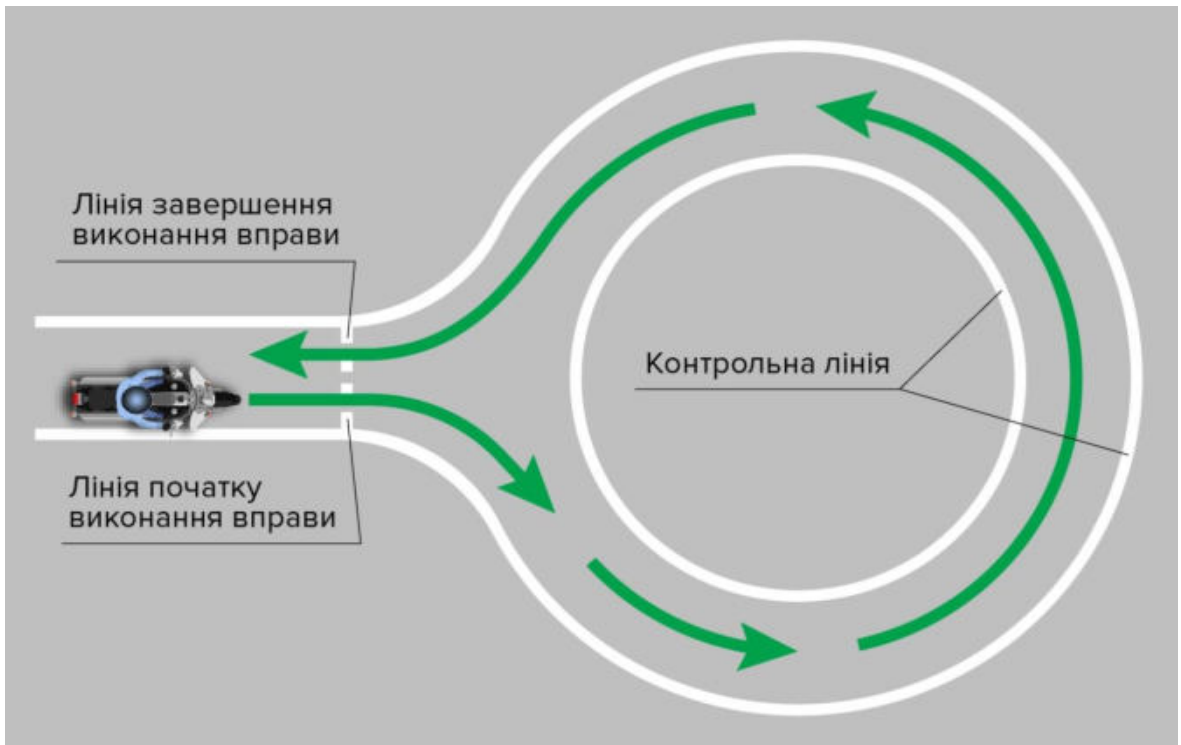 Лінія завершення
виконання вправи
Контрольна лінія
Лінія початку
виконання вправи